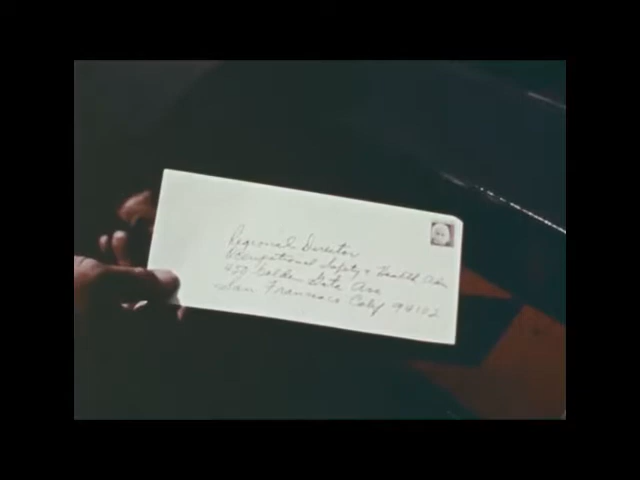 Regional Director
Occupational Safety + Health Adm
450 Golden Gate Ave
San Francisco Calif 94102